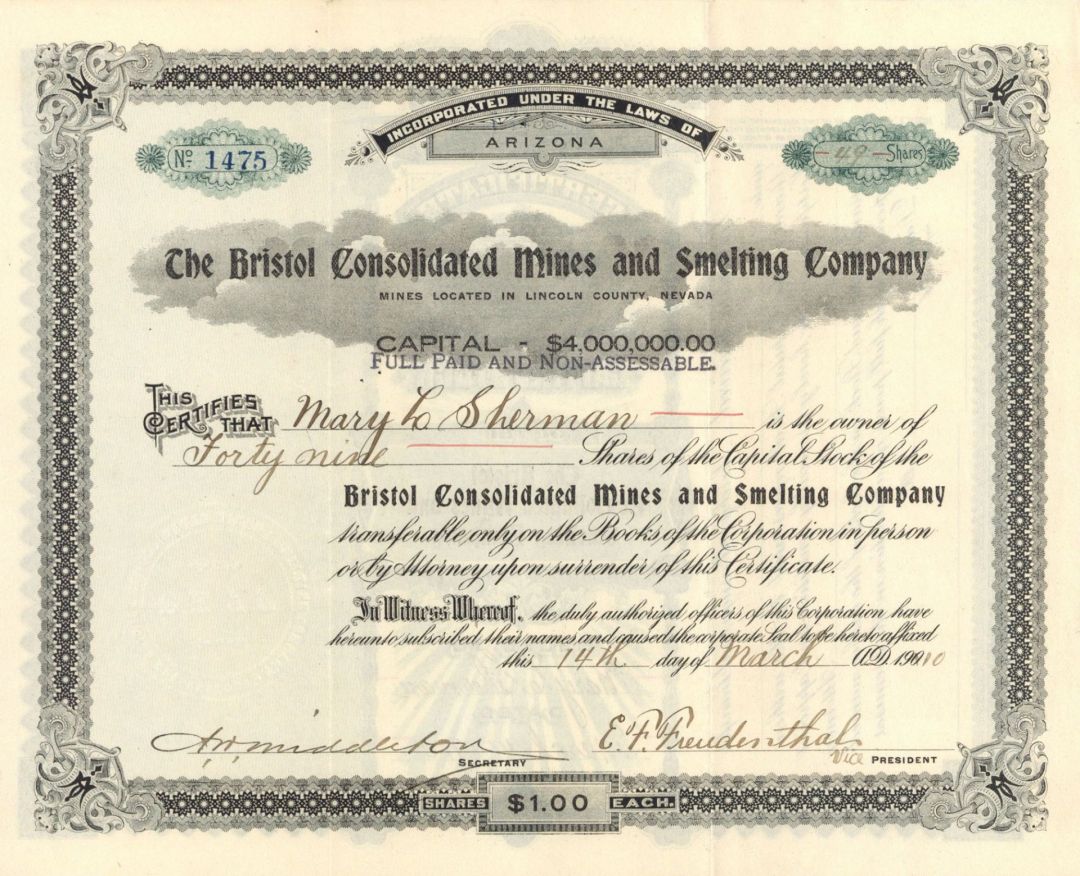 INCORPORATED UNDER THE LAWS OF
ARIZONA
No. 1475
49 Shares
The Bristol Consolidated Mines and Smelting Company
MINES LOCATED IN LINCOLN COUNTY, NEVADA
CAPITAL - $4,000,000.00
FULL PAID AND NON-ASSESSABLE.
THIS CERTIFIES THAT Mary L Sherman is the owner of
Forty nine Shares of the Capital Stock of the
Bristol Consolidated Mines and Smelting Company
transferable only on the Books of the Corporation in person
or by Attorney upon surrender of this Certificate.
In Witness Whereof, the duly authorized officers of this Corporation have
hereunto subscribed their names and caused the corporate Seal to be hereto affixed
this 14th day of March A.D. 1910
A W Middleton E. F. Freudenthal
SECRETARY Vice PRESIDENT
SHARES $1.00 EACH.